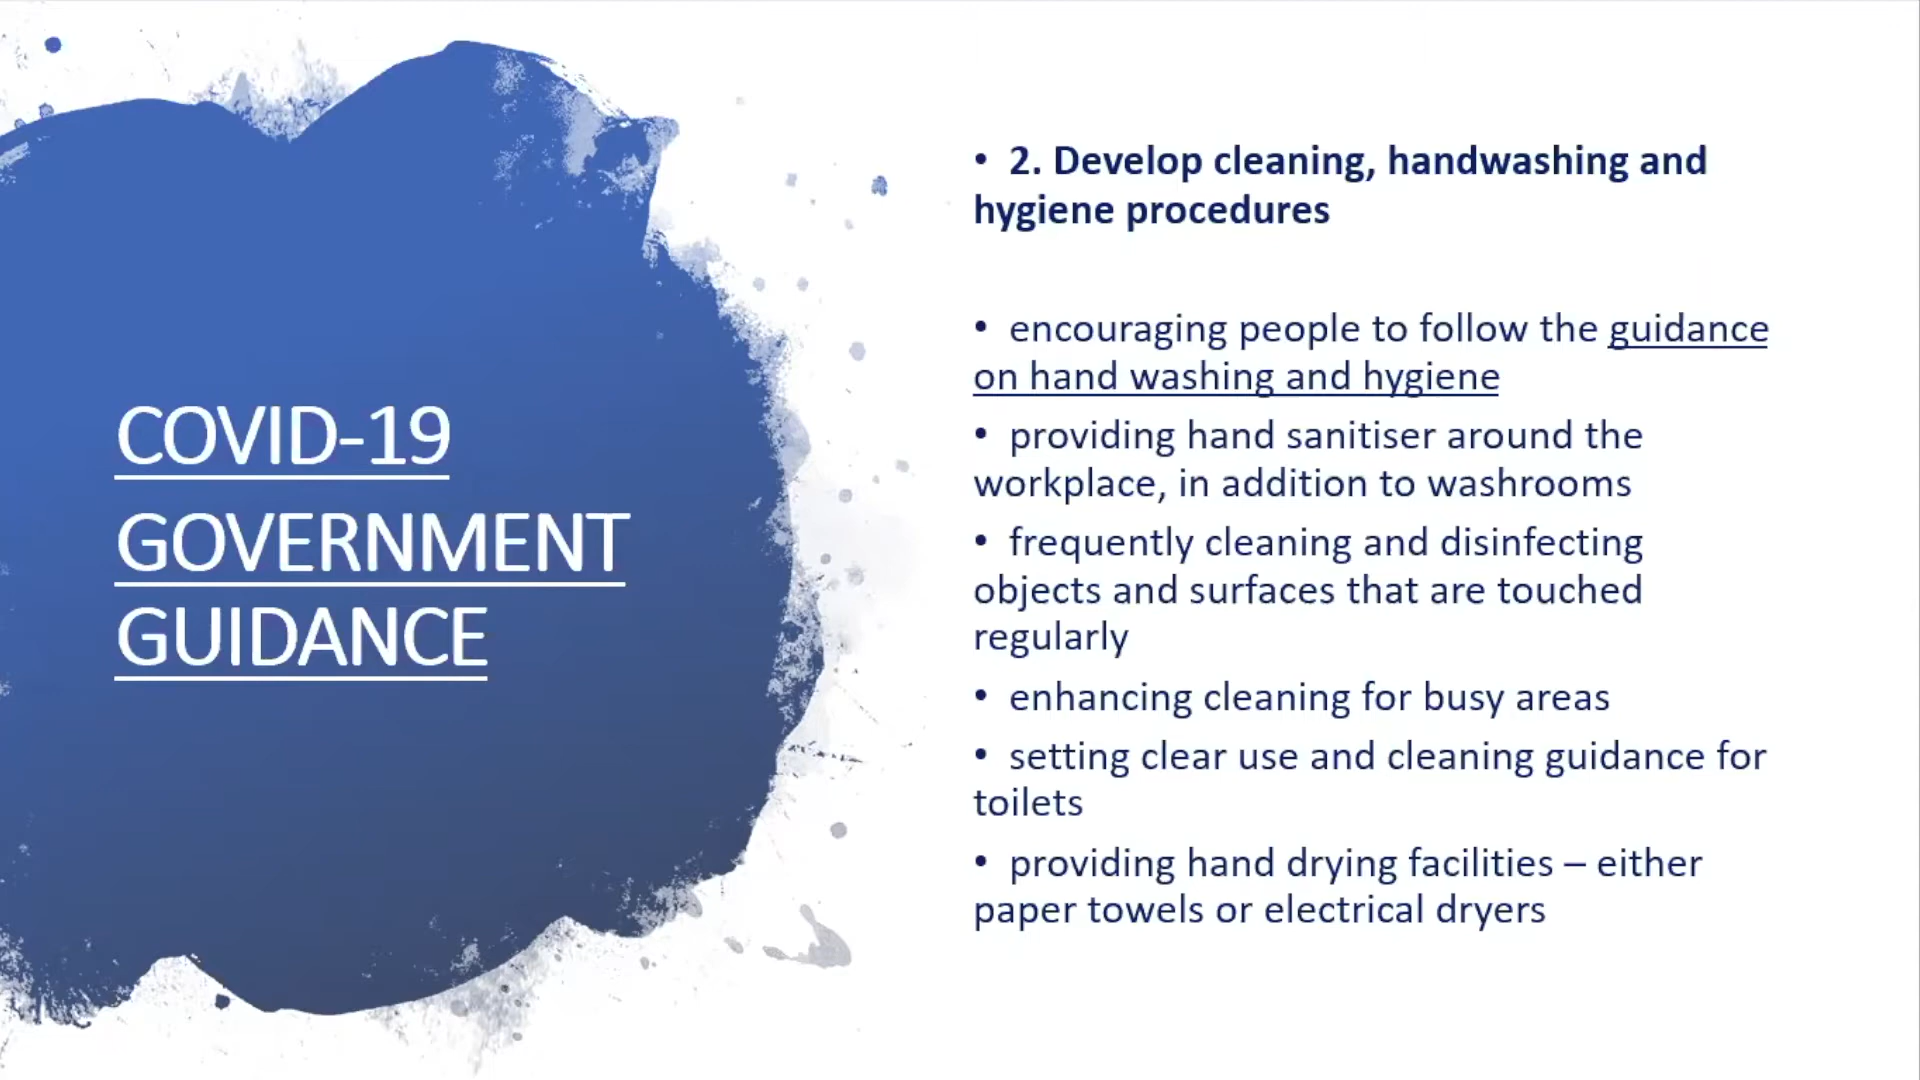 COVID-19
GOVERNMENT
GUIDANCE
• 2. Develop cleaning, handwashing and
hygiene procedures
• encouraging people to follow the guidance
on hand washing and hygiene
• providing hand sanitiser around the
workplace, in addition to washrooms
• frequently cleaning and disinfecting
objects and surfaces that are touched
regularly
• enhancing cleaning for busy areas
• setting clear use and cleaning guidance for
toilets
• providing hand drying facilities – either
paper towels or electrical dryers